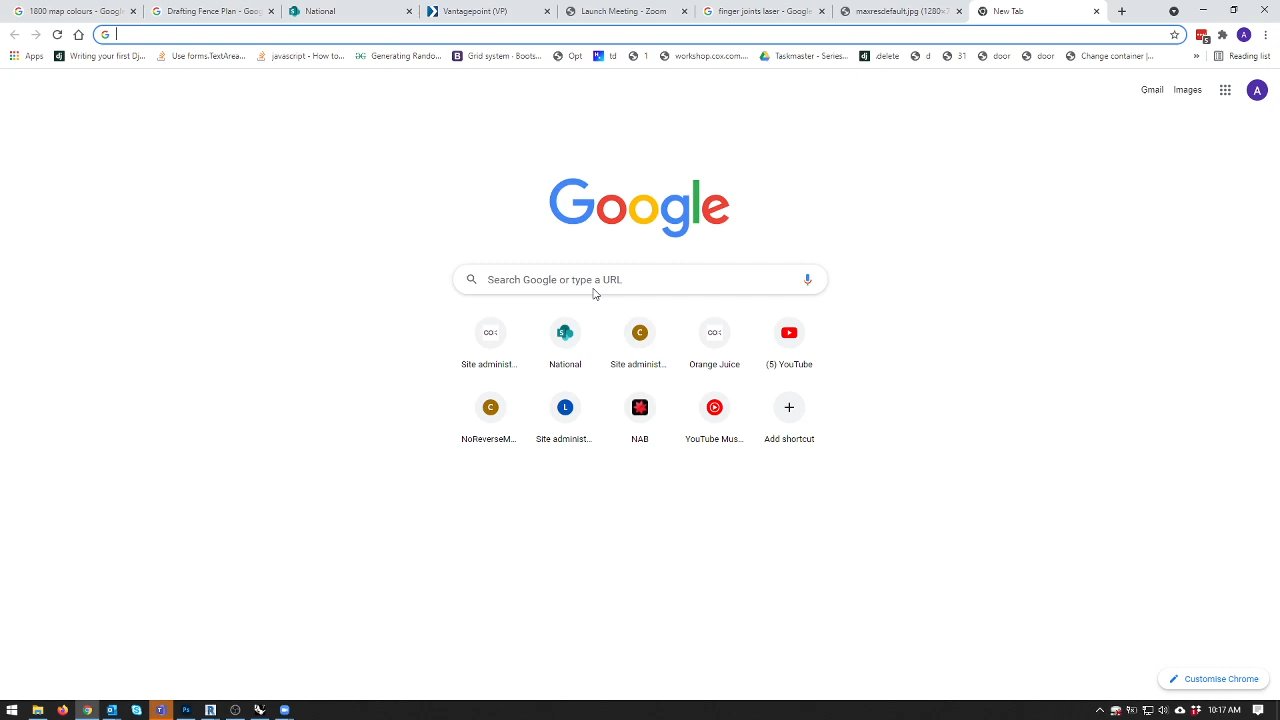 1800 map colours - Google
Drafting Fence Plan - Goog
National
Vantagepoint (VP)
Launch Meeting - Zoom
finger joints laser - Google
maxresdefault.jpg (1280×7
New Tab
Apps
Writing your first Dj...
Use forms.TextArea...
javascript - How to...
Generating Rando...
Grid system · Boots...
Opt
td
1
workshop.cox.com....
Taskmaster - Series...
.delete
d
31
door
door
Change container |...
»
Reading list
Gmail
Images
A
Google
Search Google or type a URL
COX
Site administ...
S
National
C
Site administ...
COX
Orange Juice
(5) YouTube
C
NoReverseM...
L
Site administ...
NAB
YouTube Mus...
Add shortcut
Customise Chrome
10:17 AM